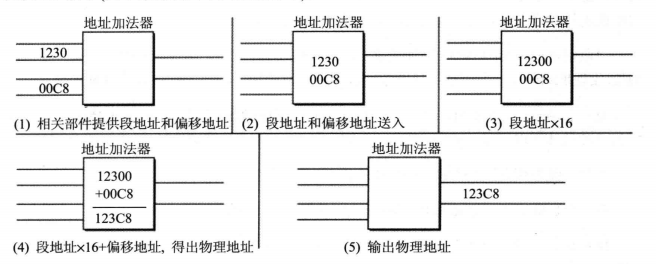 地址加法器
地址加法器
地址加法器
1230
00C8
1230
00C8
12300
00C8
(1) 相关部件提供段地址和偏移地址
(2) 段地址和偏移地址送入
(3) 段地址×16
地址加法器
地址加法器
12300
+00C8
123C8
123C8
(4) 段地址×16+偏移地址, 得出物理地址
(5) 输出物理地址